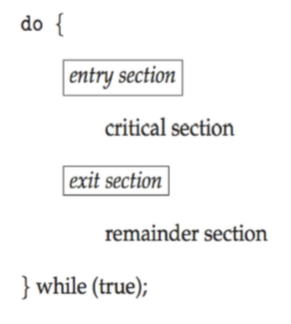 do {
entry section
critical section
exit section
remainder section
} while (true);